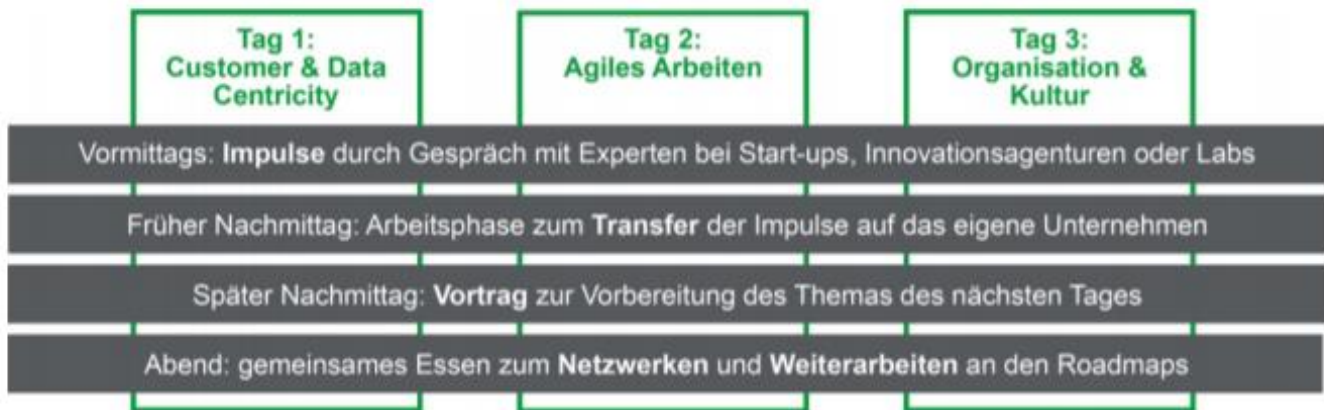 Tag 1:
Customer & Data
Centricity
Tag 2:
Agiles Arbeiten
Tag 3:
Organisation &
Kultur
Vormittags: Impulse durch Gespräch mit Experten bei Start-ups, Innovationsagenturen oder Labs
Früher Nachmittag: Arbeitsphase zum Transfer der Impulse auf das eigene Unternehmen
Später Nachmittag: Vortrag zur Vorbereitung des Themas des nächsten Tages
Abend: gemeinsames Essen zum Netzwerken und Weiterarbeiten an den Roadmaps